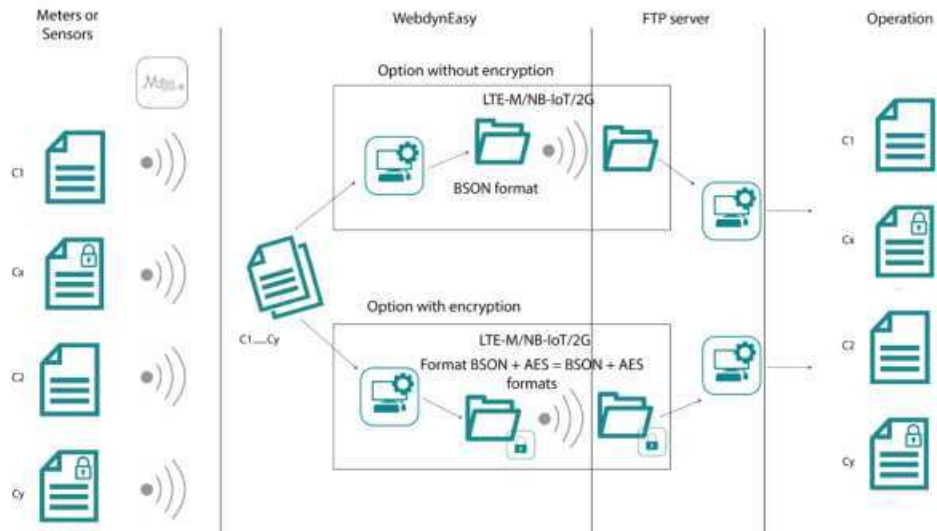 Meters or
Sensors
WebdynEasy
FTP server
Operation
Option without encryption
LTE-M/NB-IoT/2G
BSON format
C1
Cx
C2
Cy
C1__Cy
Option with encryption
LTE-M/NB-IoT/2G
Format BSON + AES = BSON + AES
formats
C1
Cx
C2
Cy